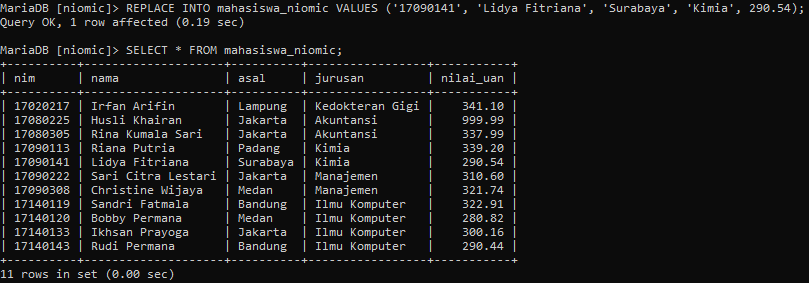 MariaDB [niomic]> REPLACE INTO mahasiswa_niomic VALUES ('17090141', 'Lidya Fitriana', 'Surabaya', 'Kimia', 290.54);
Query OK, 1 row affected (0.19 sec)
MariaDB [niomic]> SELECT * FROM mahasiswa_niomic;
+----------+--------------------+----------+-----------------+-----------+
| nim      | nama               | asal     | jurusan         | nilai_uan |
+----------+--------------------+----------+-----------------+-----------+
| 17020217 | Irfan Arifin       | Lampung  | Kedokteran Gigi |    341.10 |
| 17080225 | Husli Khairan      | Jakarta  | Akuntansi       |    999.99 |
| 17080305 | Rina Kumala Sari   | Jakarta  | Akuntansi       |    337.99 |
| 17090113 | Riana Putria       | Padang   | Kimia           |    339.20 |
| 17090141 | Lidya Fitriana     | Surabaya | Kimia           |    290.54 |
| 17090222 | Sari Citra Lestari | Jakarta  | Manajemen       |    310.60 |
| 17090308 | Christine Wijaya   | Medan    | Manajemen       |    321.74 |
| 17140119 | Sandri Fatmala     | Bandung  | Ilmu Komputer   |    322.91 |
| 17140120 | Bobby Permana      | Medan    | Ilmu Komputer   |    280.82 |
| 17140133 | Ikhsan Prayoga     | Jakarta  | Ilmu Komputer   |    300.16 |
| 17140143 | Rudi Permana       | Bandung  | Ilmu Komputer   |    290.44 |
+----------+--------------------+----------+-----------------+-----------+
11 rows in set (0.00 sec)